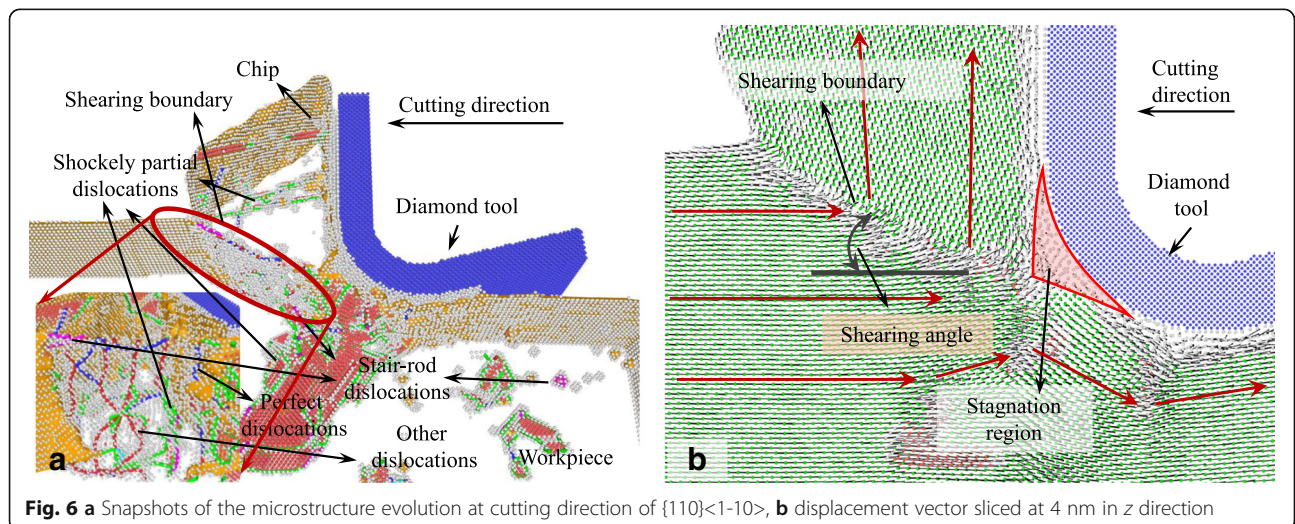 Chip
Shearing boundary
Cutting direction
Shockely partial
dislocations
Diamond tool
Stair-rod
dislocations
Perfect
dislocations
Other
dislocations
Workpiece
a
Shearing boundary
Cutting
direction
Diamond
tool
Shearing angle
Stagnation
region
b
Fig. 6 a Snapshots of the microstructure evolution at cutting direction of {110}<1-10>, b displacement vector sliced at 4 nm in z direction